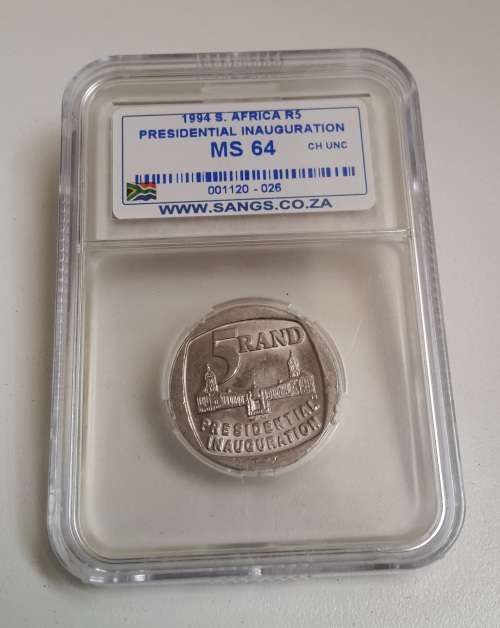 1994 S. AFRICA R5
PRESIDENTIAL INAUGURATION
MS 64 CH UNC
001120 - 026
WWW.SANGS.CO.ZA
5 RAND
PRESIDENTIAL
INAUGURATION